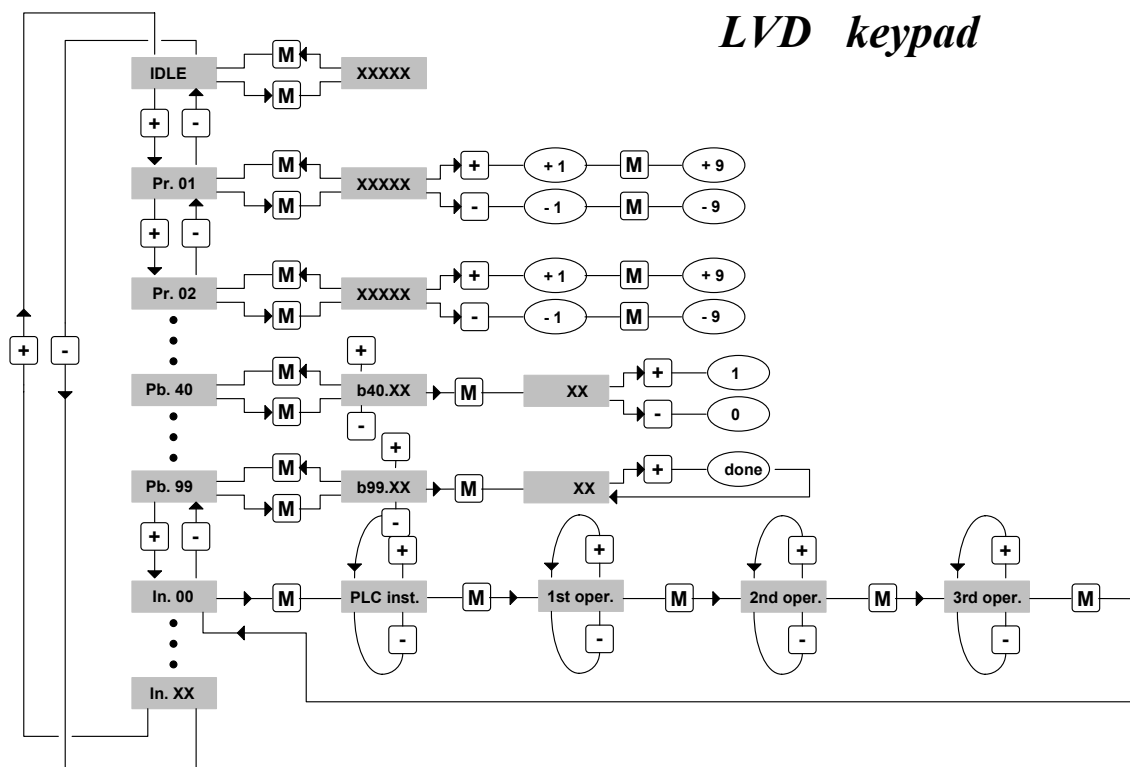 LVD keypad
M
IDLE XXXXX
M
+ -
M + +1 M +9
Pr. 01 XXXXX
M - -1 M -9
+ -
M + +1 M +9
Pr. 02 XXXXX
M - -1 M -9
+ -
+
M + 1
Pb. 40 b40.XX M XX
M - 0
-
+
M + done
Pb. 99 b99.XX M XX
M
-
+ - + + + +
In. 00 M PLC inst. M 1st oper. M 2nd oper. M 3rd oper. M
- - - -
In. XX